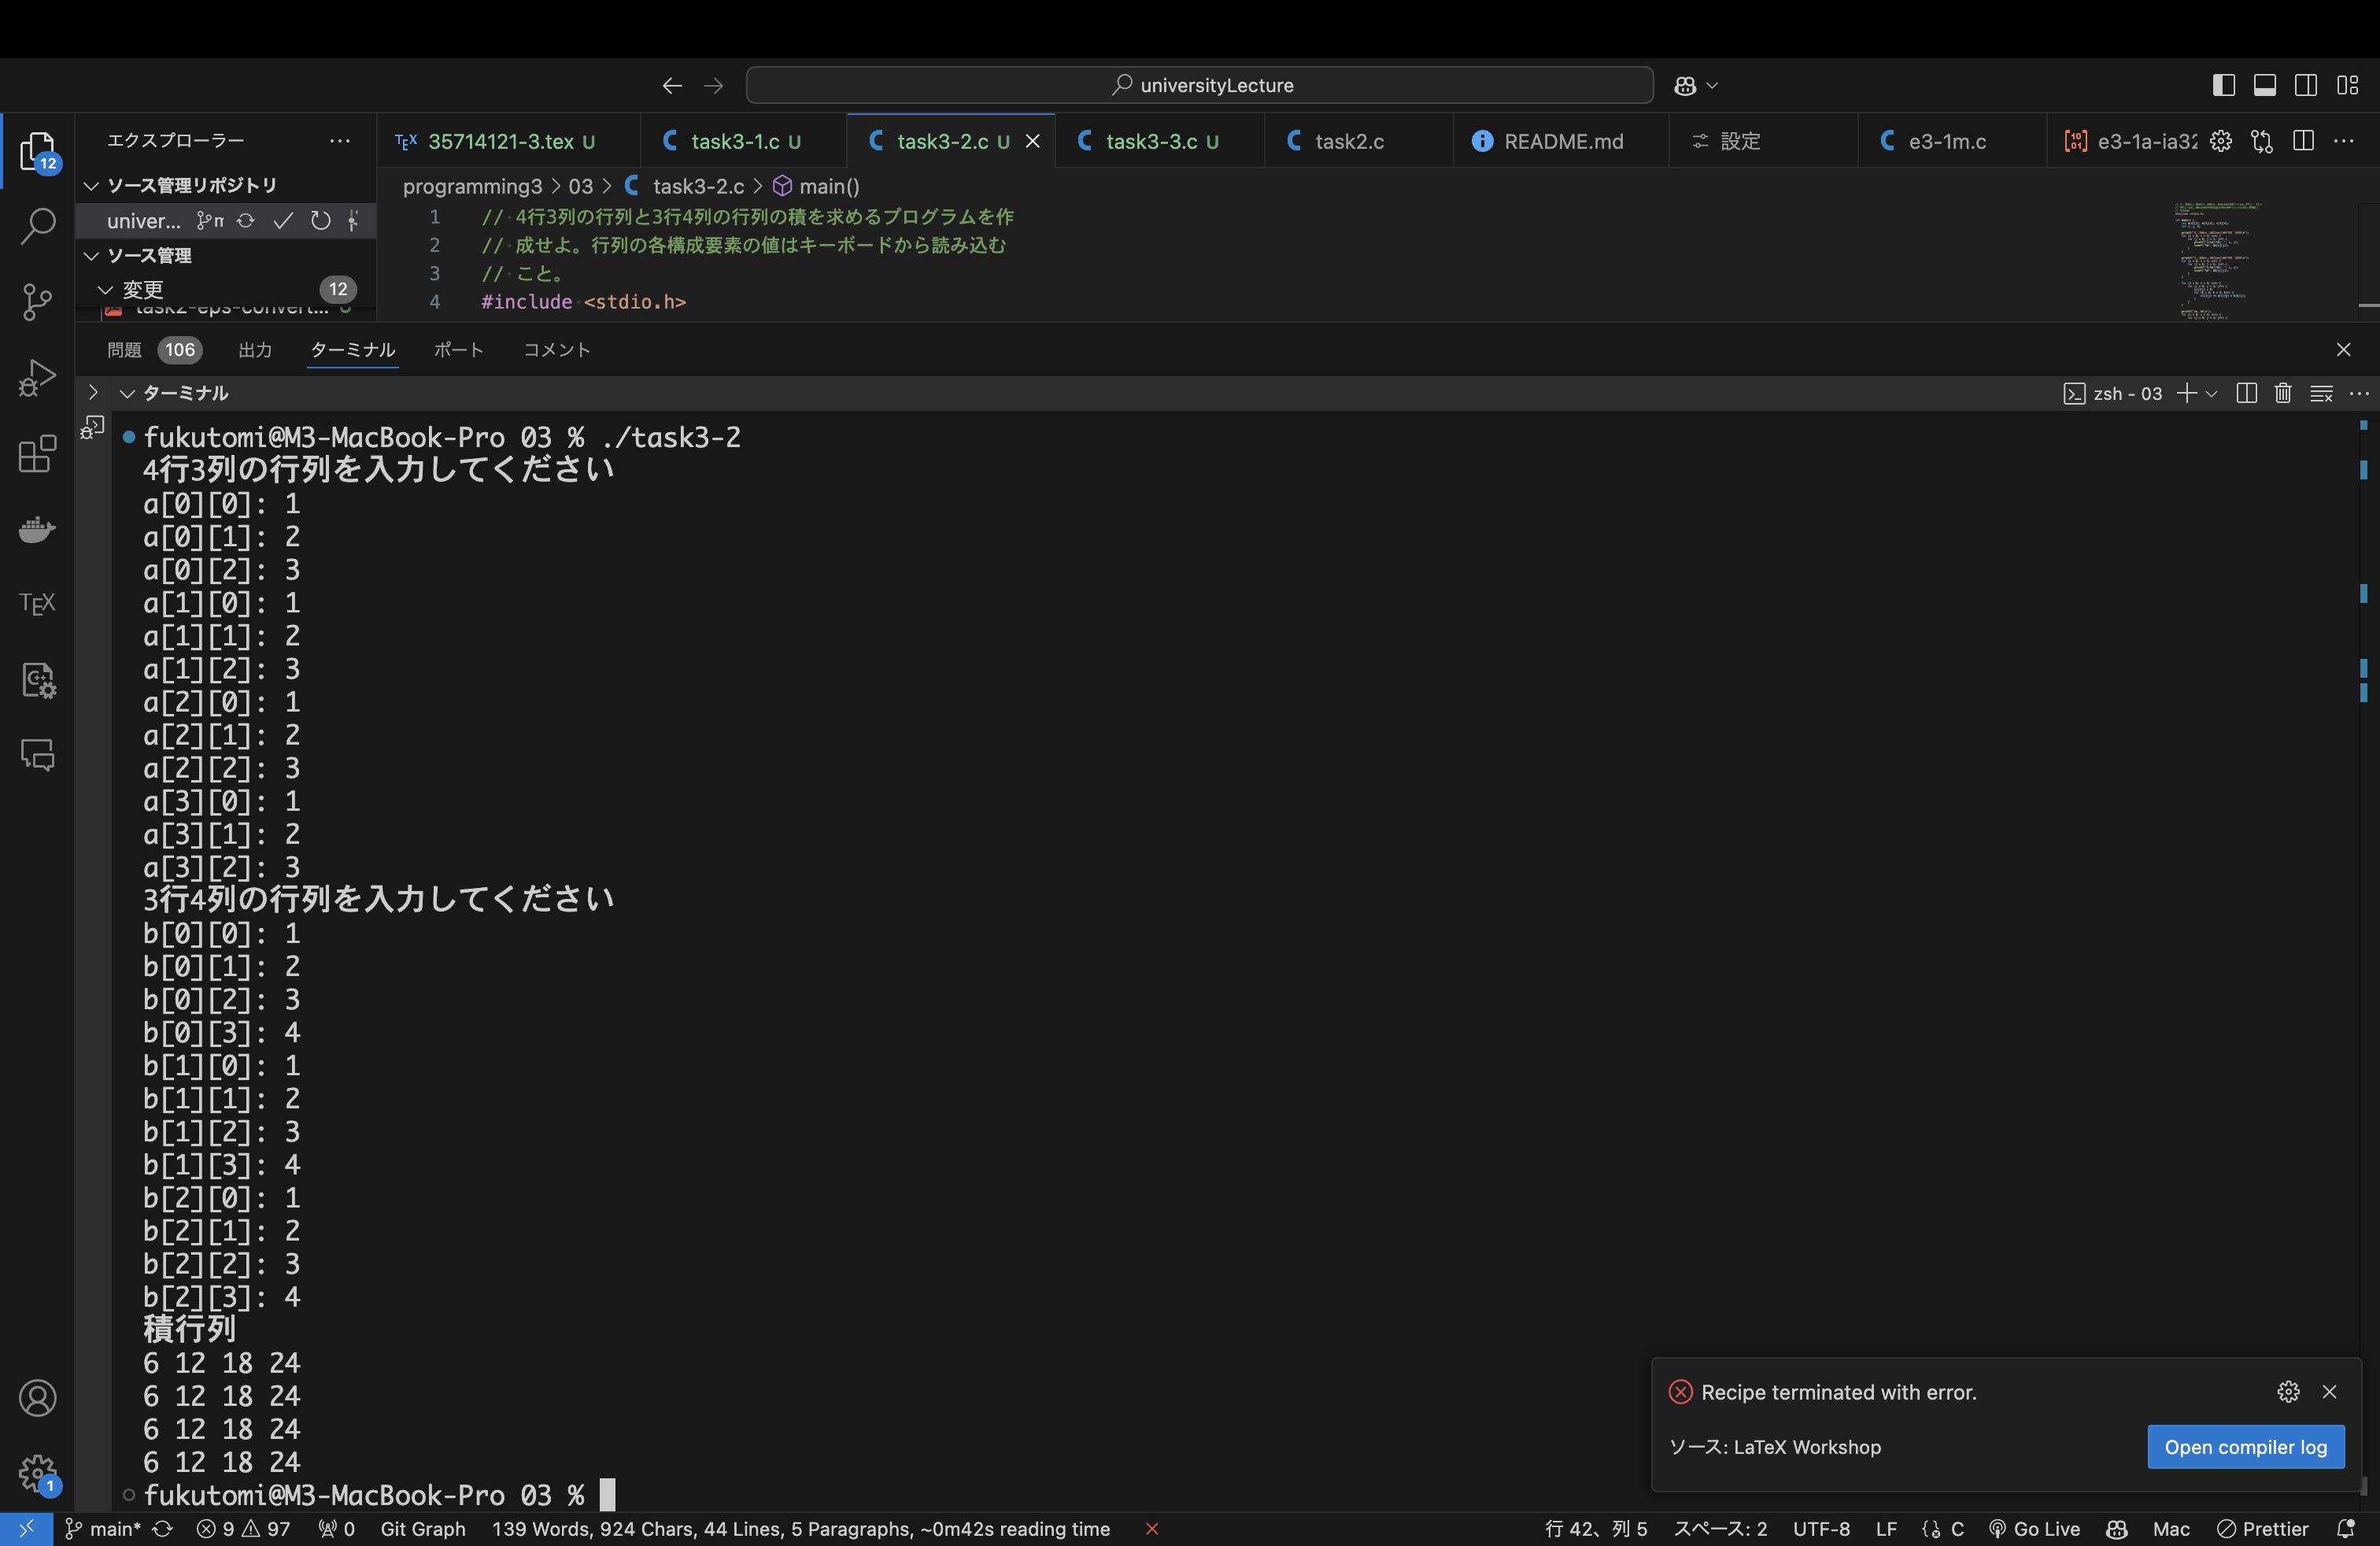 universityLecture
エクスプローラー
35714121-3.tex U
task3-1.c U
task3-2.c U
task3-3.c U
task2.c
README.md
設定
e3-1m.c
e3-1a-ia32
12
ソース管理リポジトリ
univer...
ソース管理
変更 12
task2-eps-convert... U
programming3 > 03 > task3-2.c > main()
1 // 4行3列の行列と3行4列の行列の積を求めるプログラムを作
2 // 成せよ。行列の各構成要素の値はキーボードから読み込む
3 // こと。
4 #include <stdio.h>
問題 106 出力 ターミナル ポート コメント
ターミナル
zsh - 03
fukutomi@M3-MacBook-Pro 03 % ./task3-2
4行3列の行列を入力してください
a[0][0]: 1
a[0][1]: 2
a[0][2]: 3
a[1][0]: 1
a[1][1]: 2
a[1][2]: 3
a[2][0]: 1
a[2][1]: 2
a[2][2]: 3
a[3][0]: 1
a[3][1]: 2
a[3][2]: 3
3行4列の行列を入力してください
b[0][0]: 1
b[0][1]: 2
b[0][2]: 3
b[0][3]: 4
b[1][0]: 1
b[1][1]: 2
b[1][2]: 3
b[1][3]: 4
b[2][0]: 1
b[2][1]: 2
b[2][2]: 3
b[2][3]: 4
積行列
6 12 18 24
6 12 18 24
6 12 18 24
6 12 18 24
fukutomi@M3-MacBook-Pro 03 %
TEX
1
Recipe terminated with error.
ソース: LaTeX Workshop
Open compiler log
main* 9 97 0 Git Graph 139 Words, 924 Chars, 44 Lines, 5 Paragraphs, ~0m42s reading time
行 42、列 5 スペース: 2 UTF-8 LF C Go Live Mac Prettier